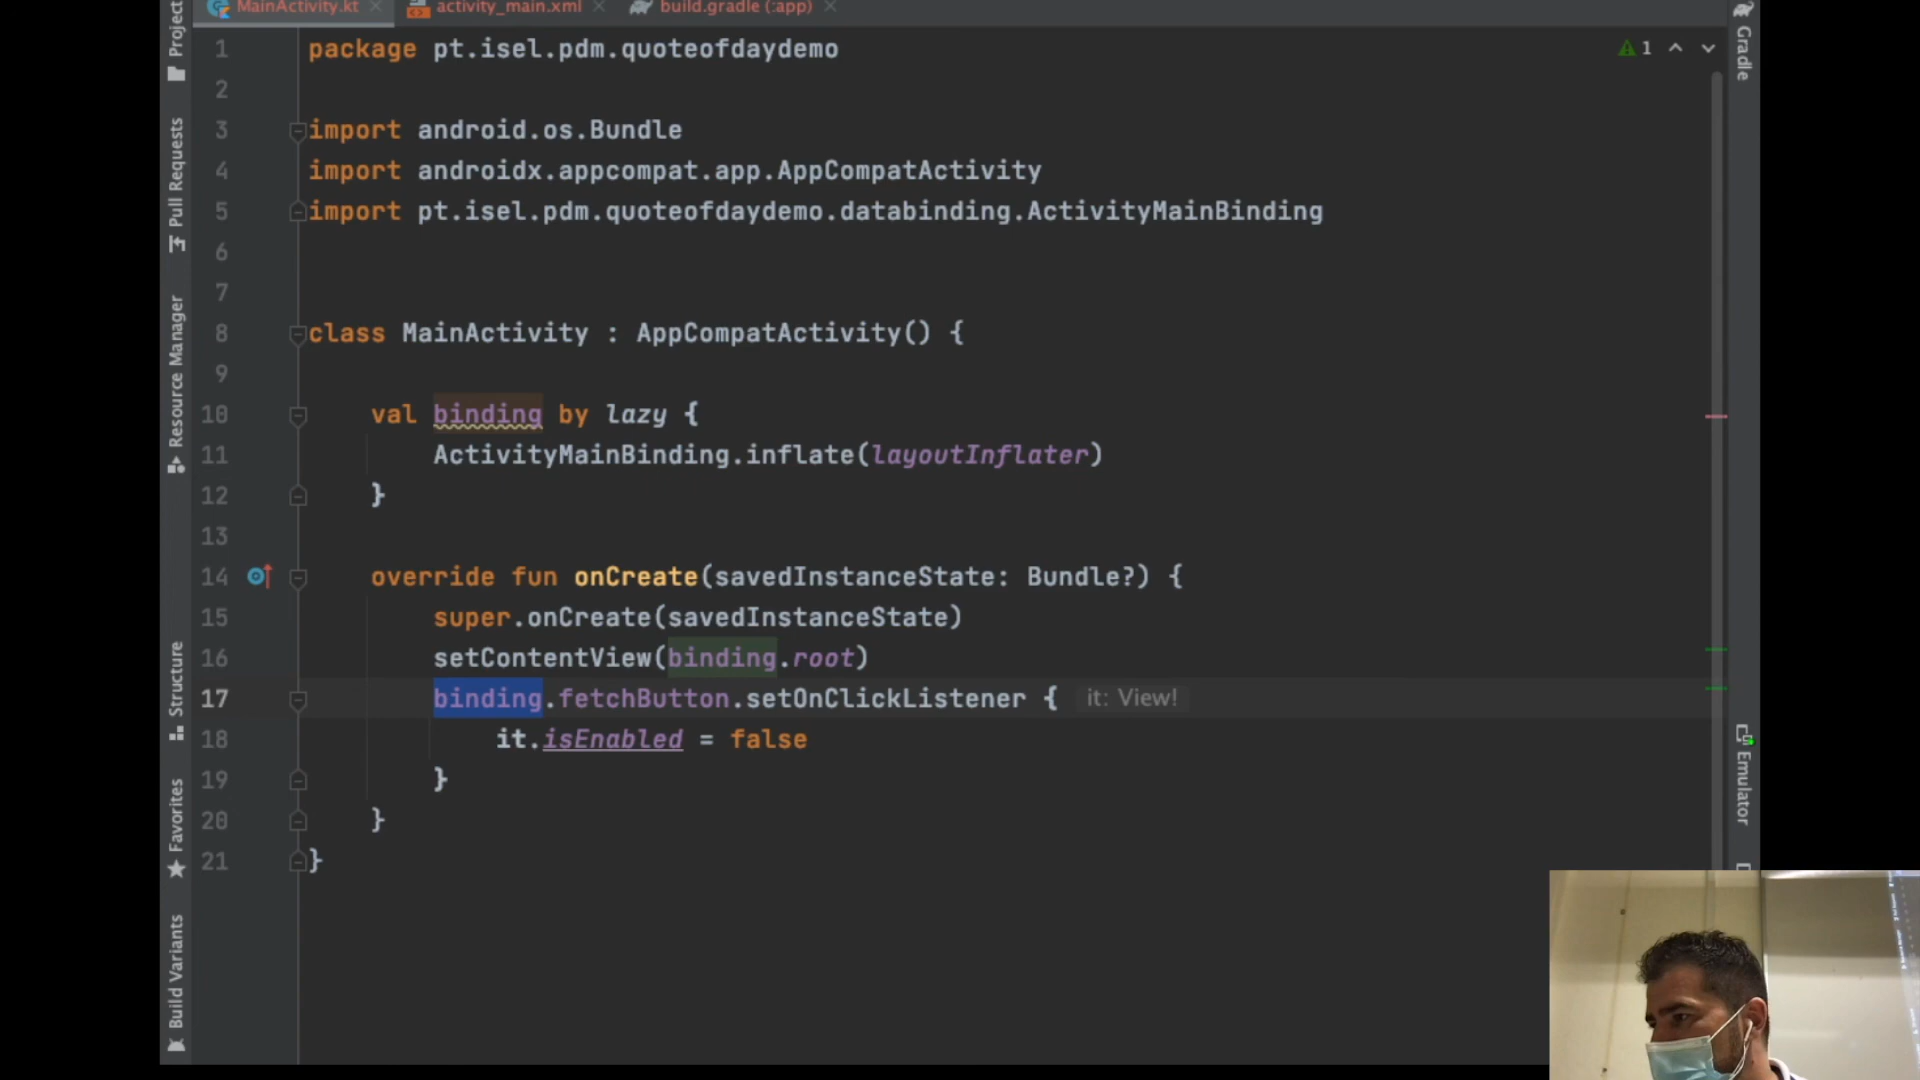 MainActivity.kt
activity_main.xml
build.gradle (:app)
Project
Pull Requests
Resource Manager
Structure
Favorites
Build Variants
1 package pt.isel.pdm.quoteofdaydemo
2
3 import android.os.Bundle
4 import androidx.appcompat.app.AppCompatActivity
5 import pt.isel.pdm.quoteofdaydemo.databinding.ActivityMainBinding
6
7
8 class MainActivity : AppCompatActivity() {
9
10 val binding by lazy {
11 ActivityMainBinding.inflate(layoutInflater)
12 }
13
14 override fun onCreate(savedInstanceState: Bundle?) {
15 super.onCreate(savedInstanceState)
16 setContentView(binding.root)
17 binding.fetchButton.setOnClickListener { it: View!
18 it.isEnabled = false
19 }
20 }
21 }
1
Gradle
Emulator